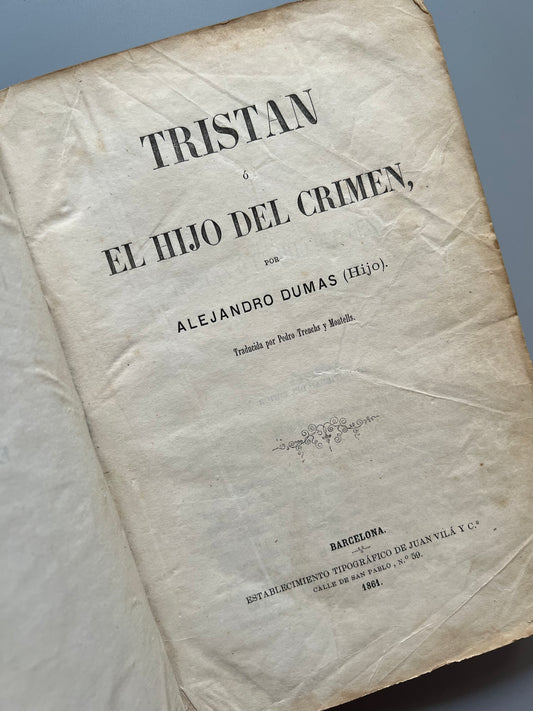 TRISTAN
ó
EL HIJO DEL CRIMEN,
POR
ALEJANDRO DUMAS (Hijo).
Traducida por Pedro Trenchs y Montells.
BARCELONA.
ESTABLECIMIENTO TIPOGRÁFICO DE JUAN VILÁ Y C.ª
CALLE DE SAN PABLO, N.º 50.
1861.